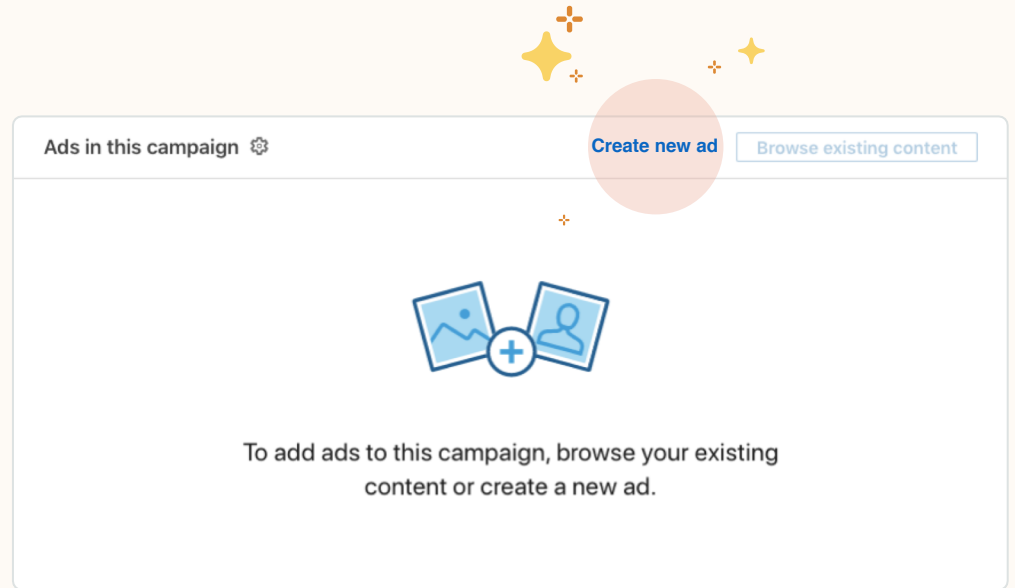 Ads in this campaign
Create new ad
Browse existing content
To add ads to this campaign, browse your existing
content or create a new ad.